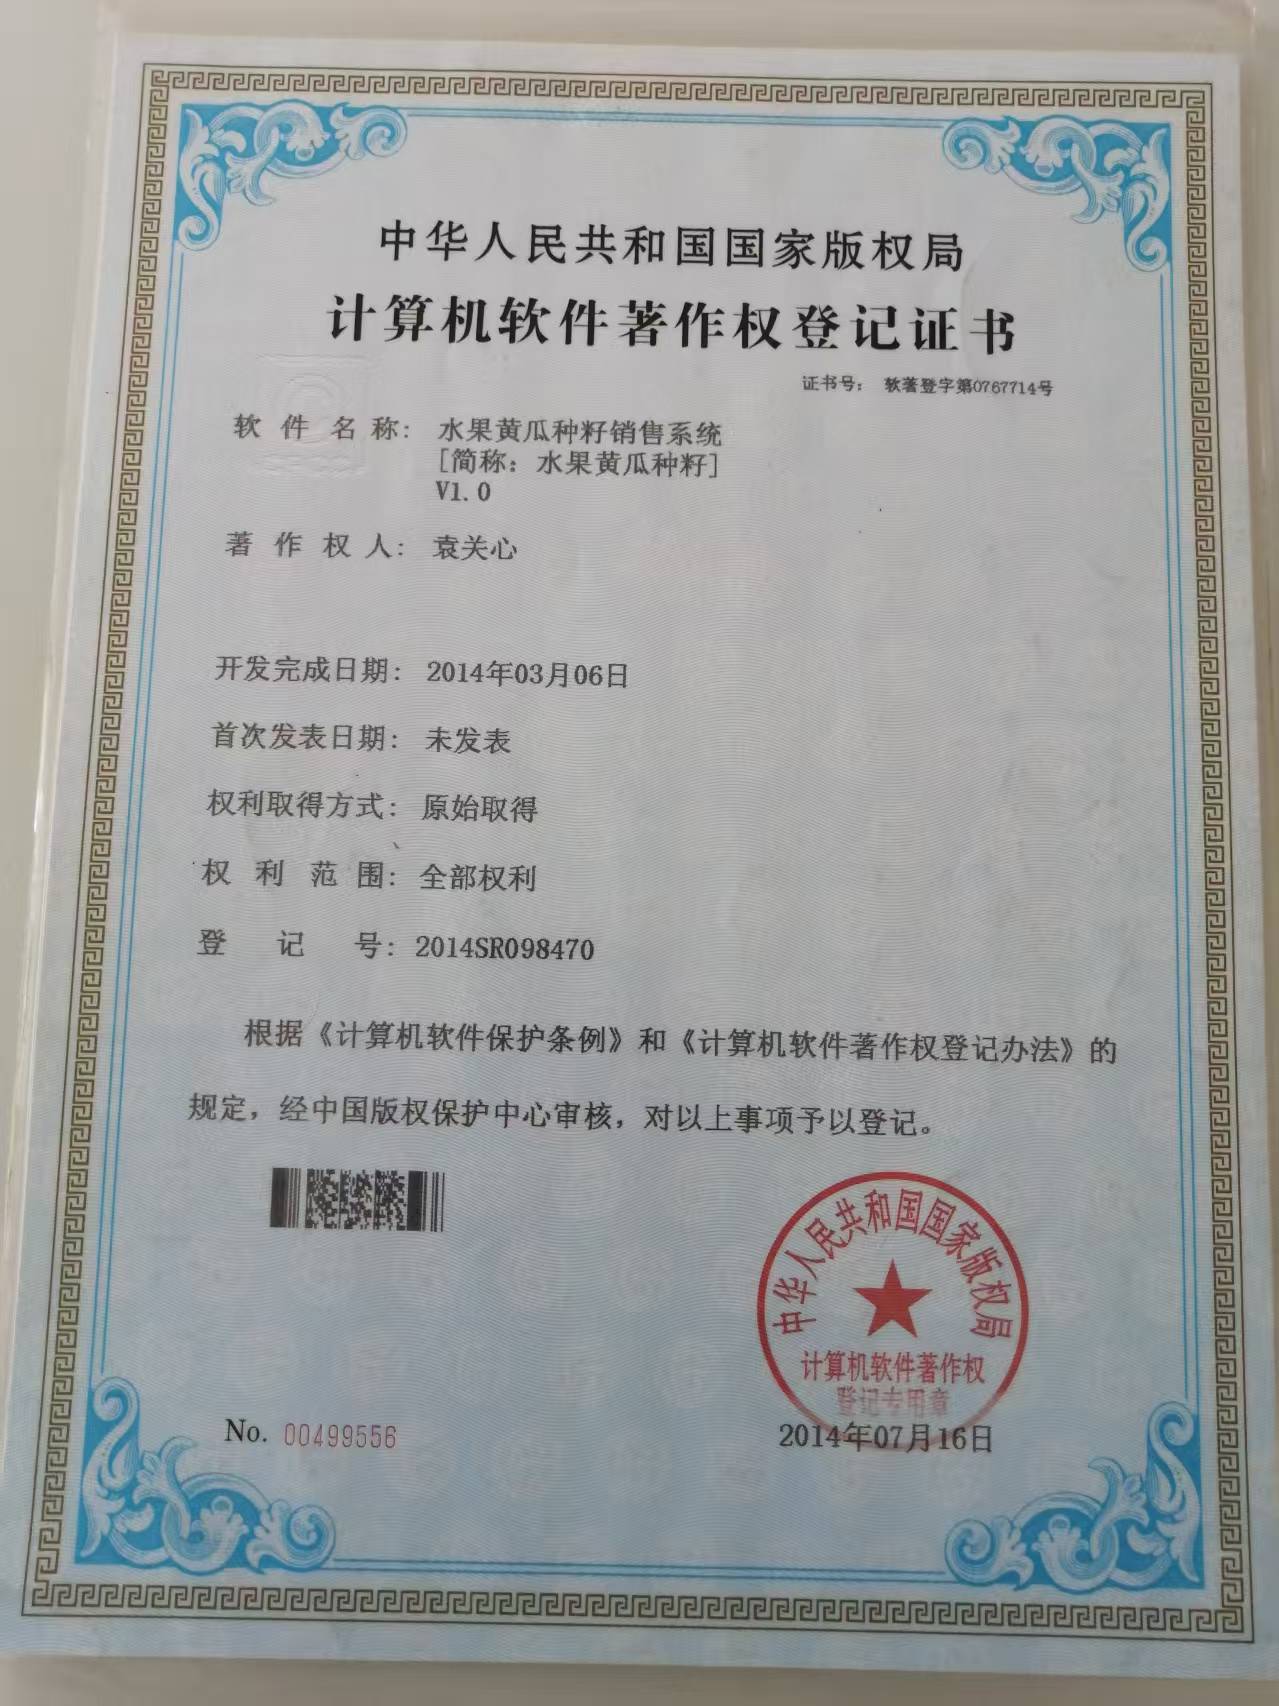 中华人民共和国国家版权局
计算机软件著作权登记证书
证书号： 软著登字第0767714号
软件名称： 水果黄瓜种籽销售系统
[简称：水果黄瓜种籽]
V1.0
著作权人： 袁关心
开发完成日期： 2014年03月06日
首次发表日期： 未发表
权利取得方式： 原始取得
权利范围： 全部权利
登记号： 2014SR098470
根据《计算机软件保护条例》和《计算机软件著作权登记办法》的
规定，经中国版权保护中心审核，对以上事项予以登记。
中华人民共和国国家版权局
计算机软件著作权
登记专用章
No. 00499556
2014年07月16日